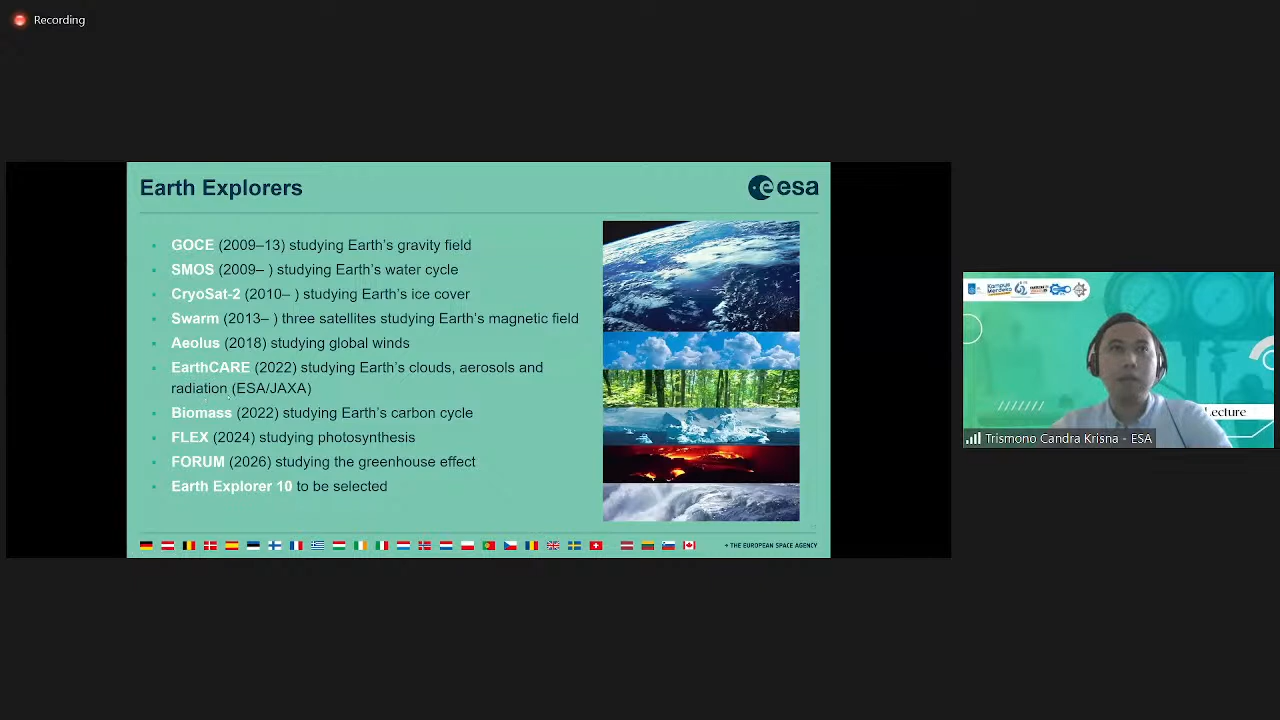 Recording
Earth Explorers
esa
GOCE (2009–13) studying Earth's gravity field
SMOS (2009– ) studying Earth's water cycle
CryoSat-2 (2010– ) studying Earth's ice cover
Swarm (2013– ) three satellites studying Earth's magnetic field
Aeolus (2018) studying global winds
EarthCARE (2022) studying Earth's clouds, aerosols and
radiation (ESA/JAXA)
Biomass (2022) studying Earth's carbon cycle
FLEX (2024) studying photosynthesis
FORUM (2026) studying the greenhouse effect
Earth Explorer 10 to be selected
THE EUROPEAN SPACE AGENCY
Kampus
Merdeka
Lecture
Trismono Candra Krisna - ESA